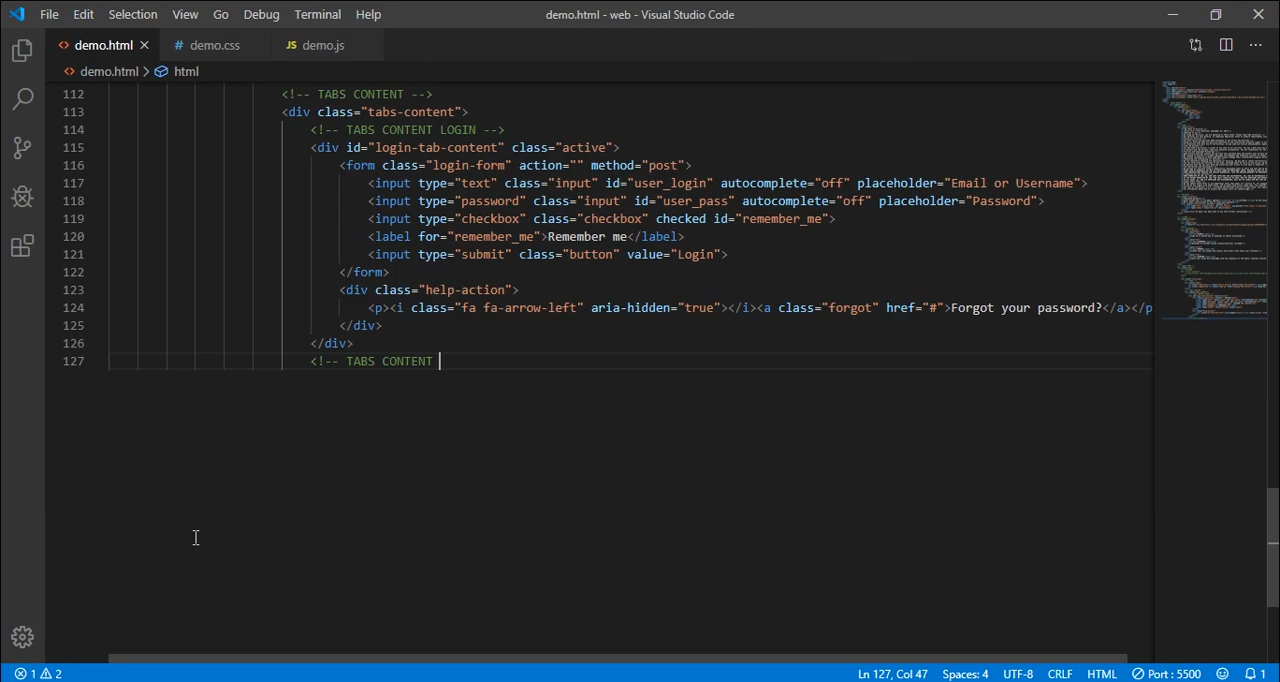 File Edit Selection View Go Debug Terminal Help demo.html - web - Visual Studio Code
demo.html # demo.css JS demo.js
demo.html > html
112 <!-- TABS CONTENT -->
113 <div class="tabs-content">
114 <!-- TABS CONTENT LOGIN -->
115 <div id="login-tab-content" class="active">
116 <form class="login-form" action="" method="post">
117 <input type="text" class="input" id="user_login" autocomplete="off" placeholder="Email or Username">
118 <input type="password" class="input" id="user_pass" autocomplete="off" placeholder="Password">
119 <input type="checkbox" class="checkbox" checked id="remember_me">
120 <label for="remember_me">Remember me</label>
121 <input type="submit" class="button" value="Login">
122 </form>
123 <div class="help-action">
124 <p><i class="fa fa-arrow-left" aria-hidden="true"></i><a class="forgot" href="#">Forgot your password?</a></p
125 </div>
126 </div>
127 <!-- TABS CONTENT
1 2 Ln 127, Col 47 Spaces: 4 UTF-8 CRLF HTML Port : 5500 1